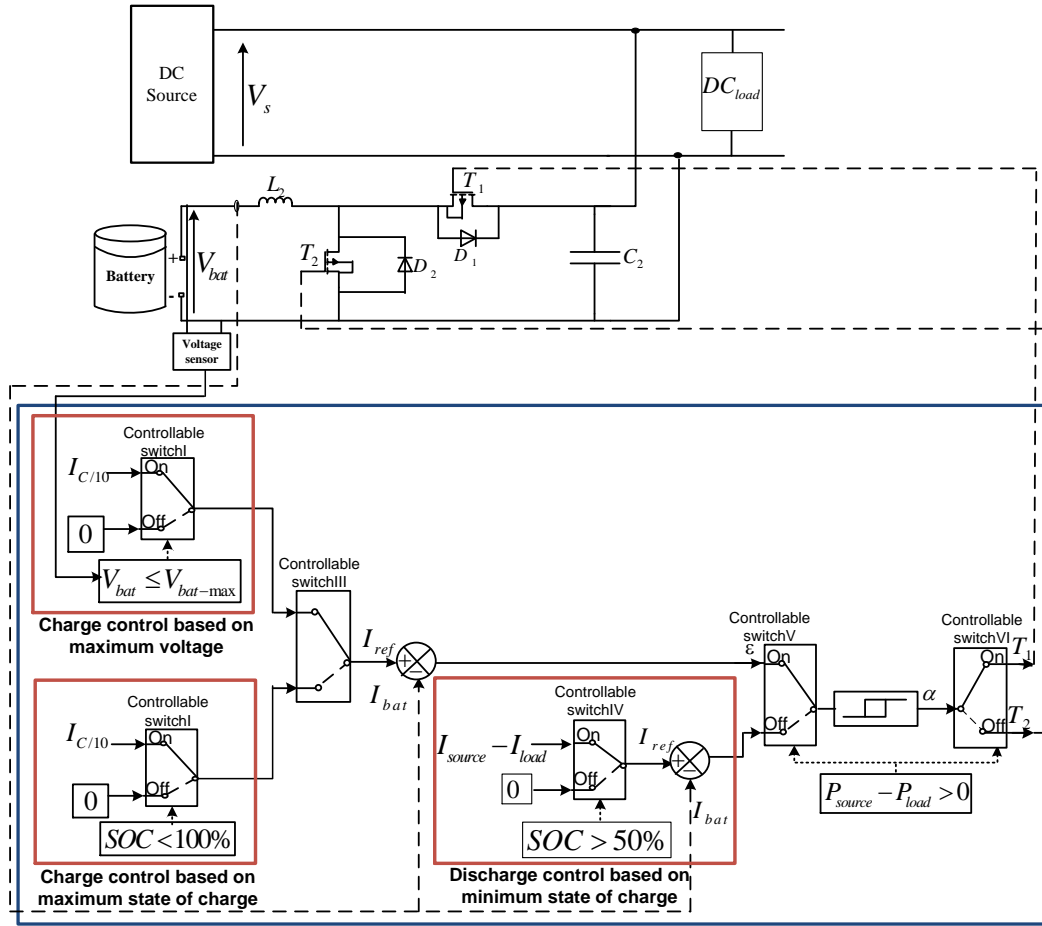 DC
Source
V_s
DC_load
T_1
L_2
D_1
T_2
D_2
C_2
Battery
+
-
V_bat
Voltage
sensor
Controllable
switchI
I_{C/10}
On
Off
0
V_bat ≤ V_{bat-max}
Charge control based on
maximum voltage
Controllable
switchIII
I_ref
+
−
I_bat
Controllable
switchI
I_{C/10}
On
Off
0
SOC <100%
Charge control based on
maximum state of charge
Controllable
switchIV
I_source − I_load
On
Off
0
I_ref
+
−
I_bat
SOC > 50%
Discharge control based on
minimum state of charge
ε
Controllable
switchV
On
Off
α
Controllable
switchVI
On
Off
T_1
T_2
P_source − P_load > 0